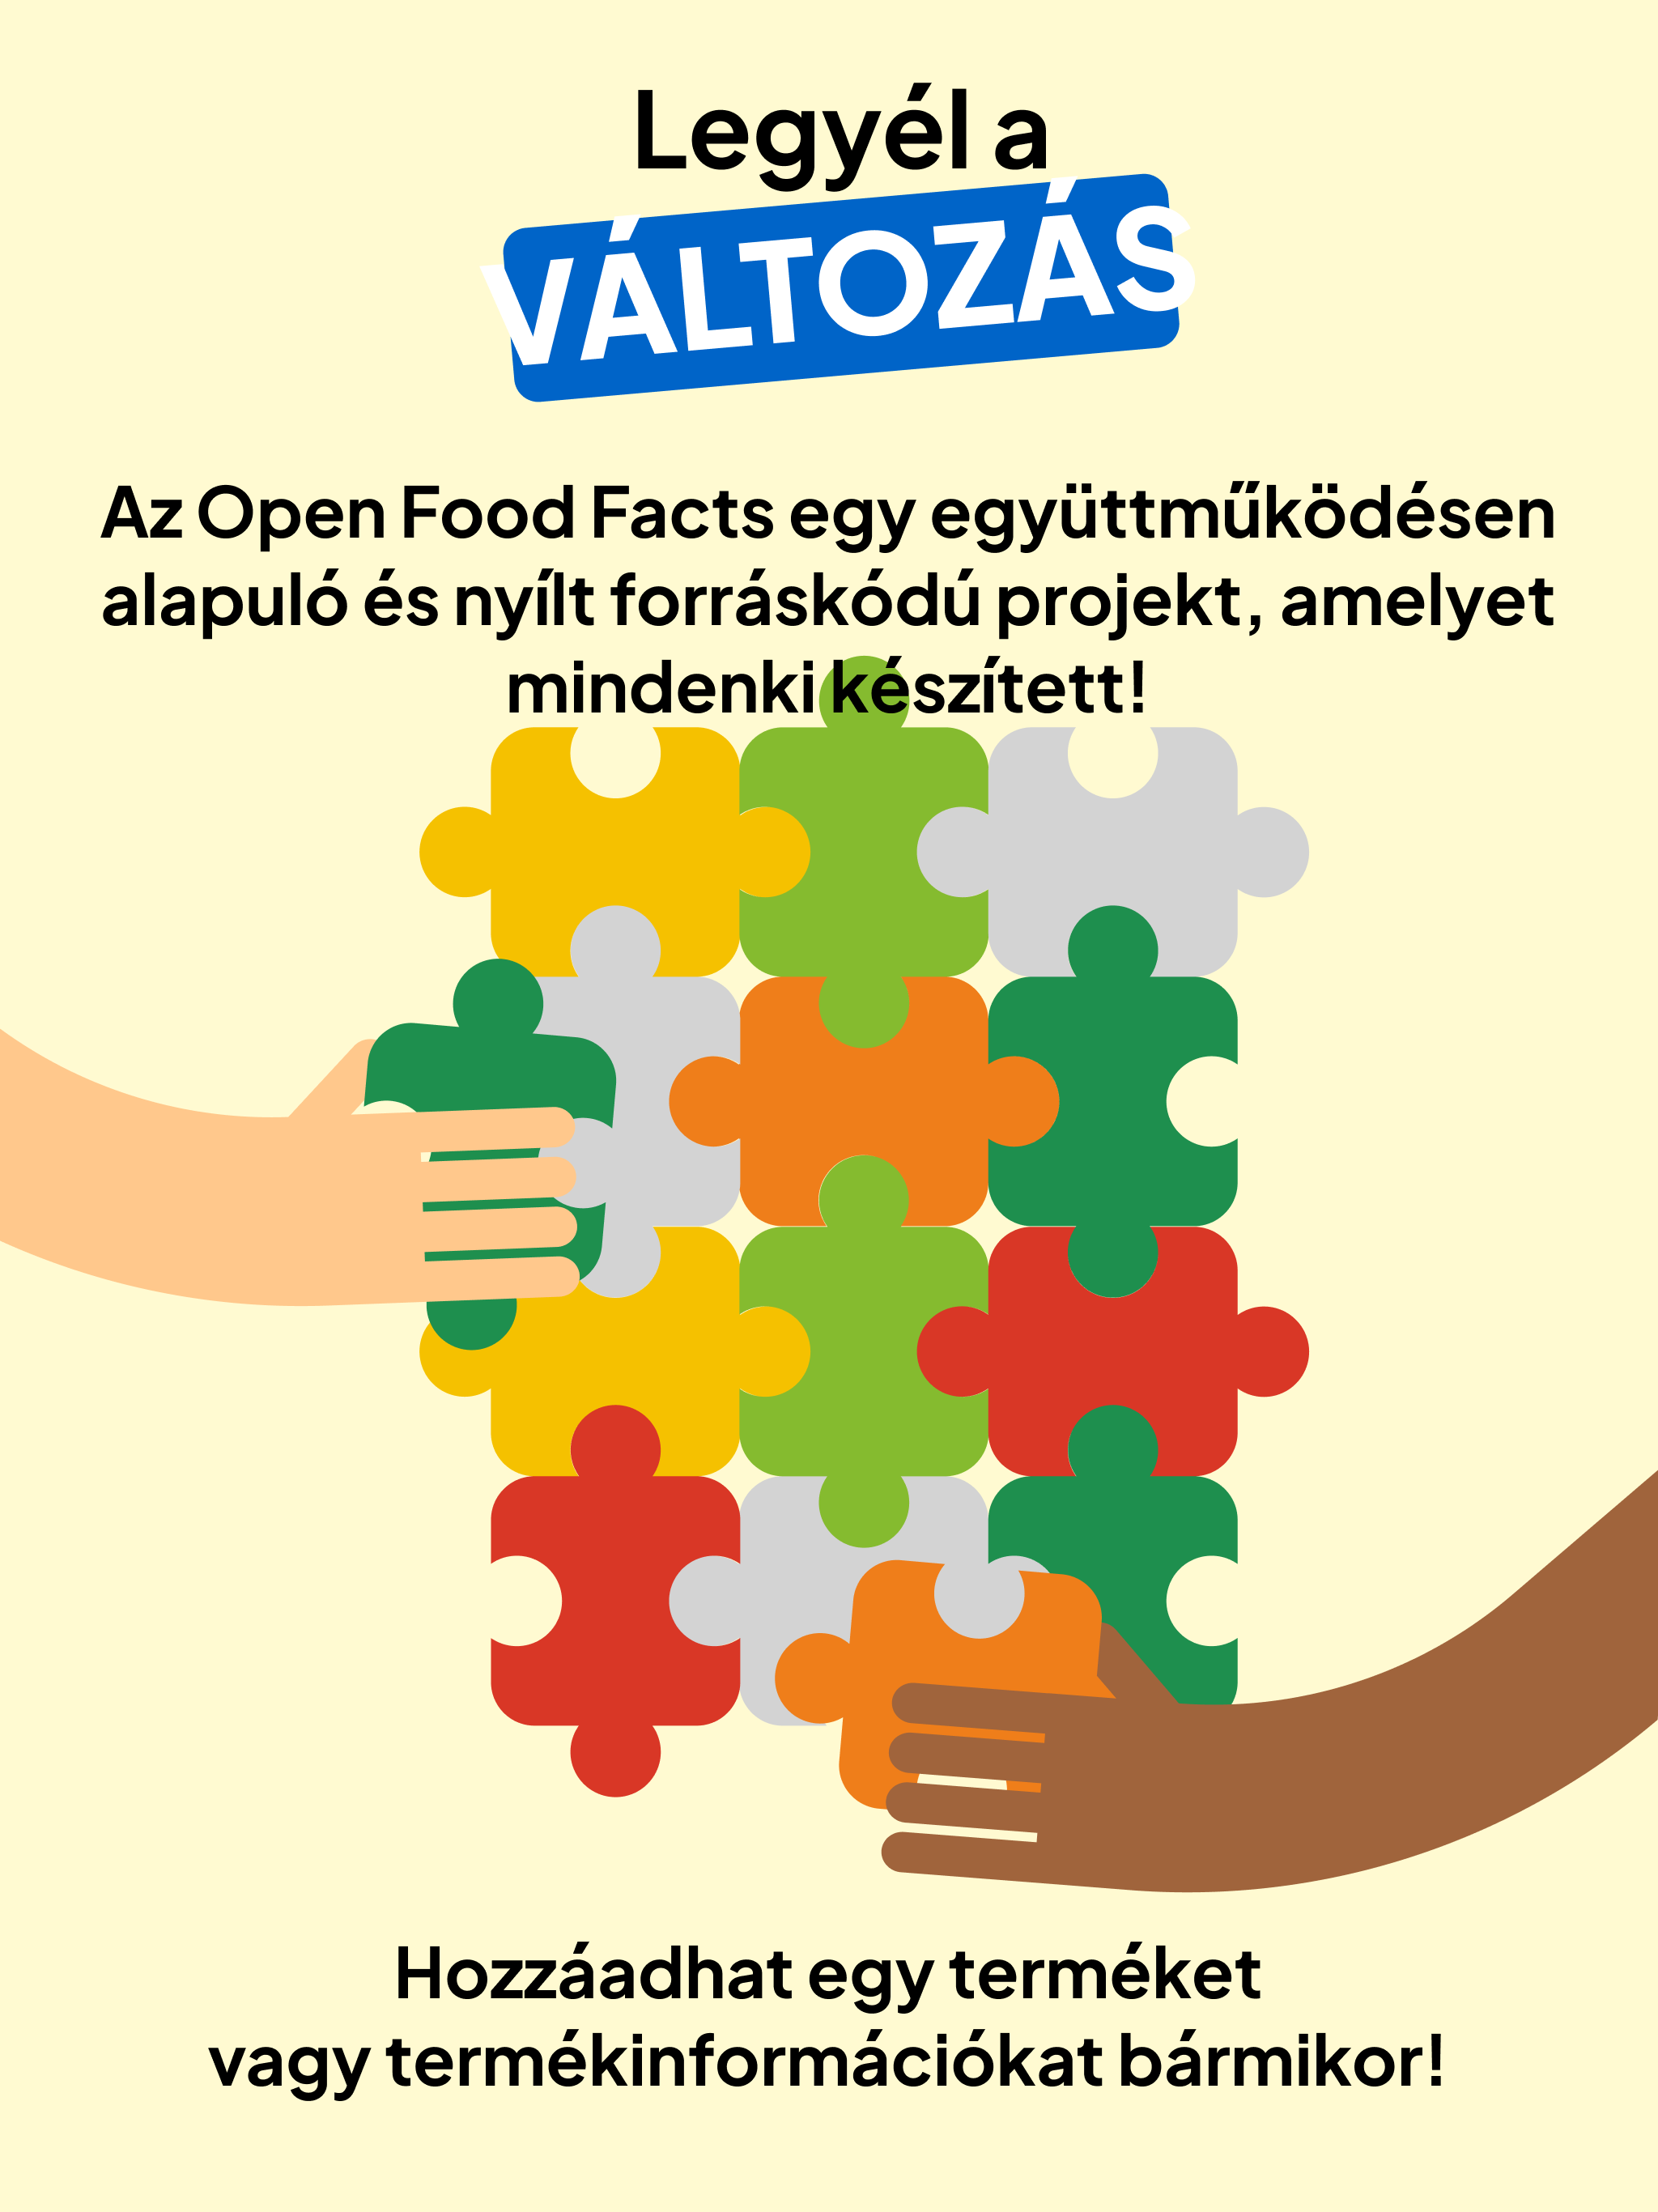 Legyél a
VÁLTOZÁS
Az Open Food Facts egy együttműködésen
alapuló és nyílt forráskódú projekt, amelyet
mindenki készített!
Hozzáadhat egy terméket
vagy termékinformációkat bármikor!